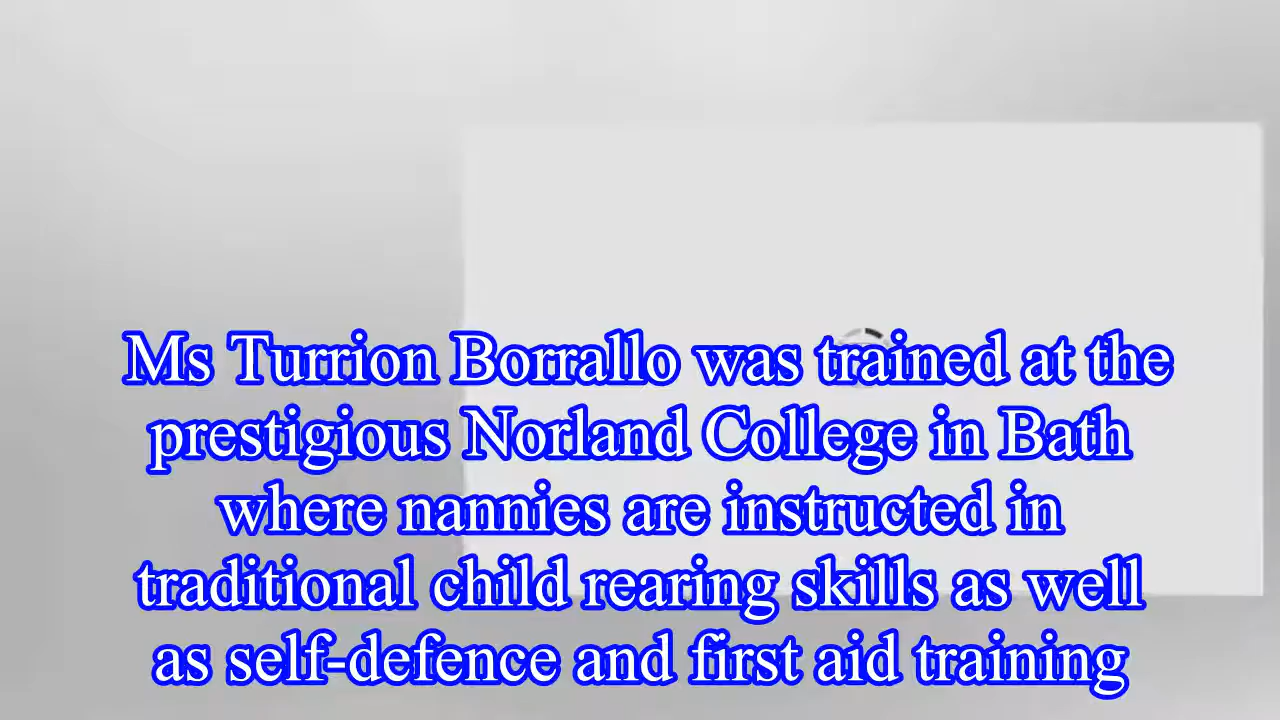 Ms Turrion Borrallo was trained at the
prestigious Norland College in Bath
where nannies are instructed in
traditional child rearing skills as well
as self-defence and first aid training